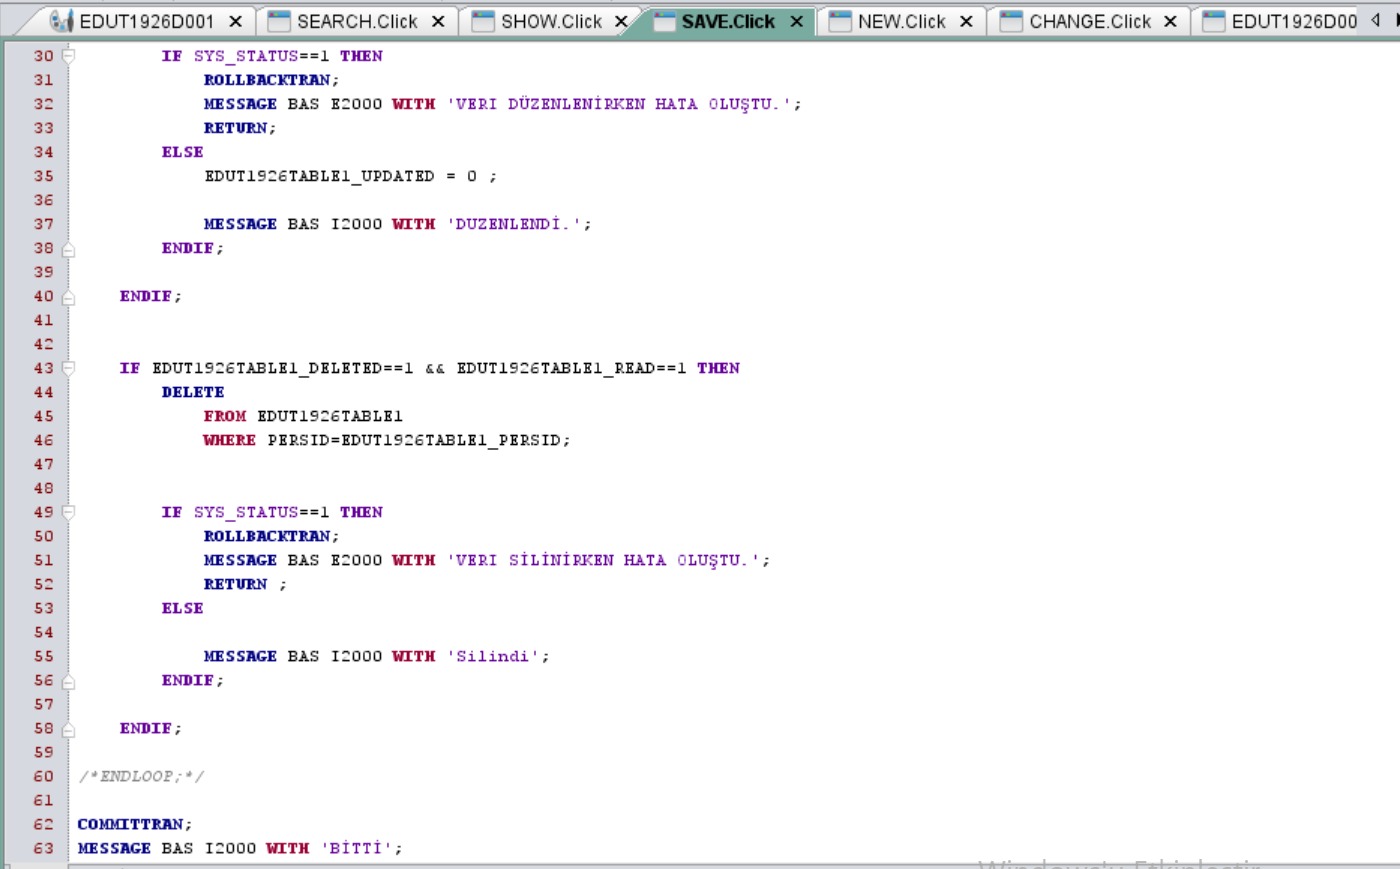 EDUT1926D001 SEARCH.Click SHOW.Click SAVE.Click NEW.Click CHANGE.Click EDUT1926D00
30 IF SYS_STATUS==1 THEN
31 ROLLBACKTRAN;
32 MESSAGE BAS E2000 WITH 'VERI DÜZENLENİRKEN HATA OLUŞTU.';
33 RETURN;
34 ELSE
35 EDUT1926TABLE1_UPDATED = 0 ;
36
37 MESSAGE BAS I2000 WITH 'DUZENLENDİ.';
38 ENDIF;
39
40 ENDIF;
41
42
43 IF EDUT1926TABLE1_DELETED==1 && EDUT1926TABLE1_READ==1 THEN
44 DELETE
45 FROM EDUT1926TABLE1
46 WHERE PERSID=EDUT1926TABLE1_PERSID;
47
48
49 IF SYS_STATUS==1 THEN
50 ROLLBACKTRAN;
51 MESSAGE BAS E2000 WITH 'VERI SİLİNİRKEN HATA OLUŞTU.';
52 RETURN ;
53 ELSE
54
55 MESSAGE BAS I2000 WITH 'Silindi';
56 ENDIF;
57
58 ENDIF;
59
60 /*ENDLOOP;*/
61
62 COMMITTRAN;
63 MESSAGE BAS I2000 WITH 'BİTTİ';